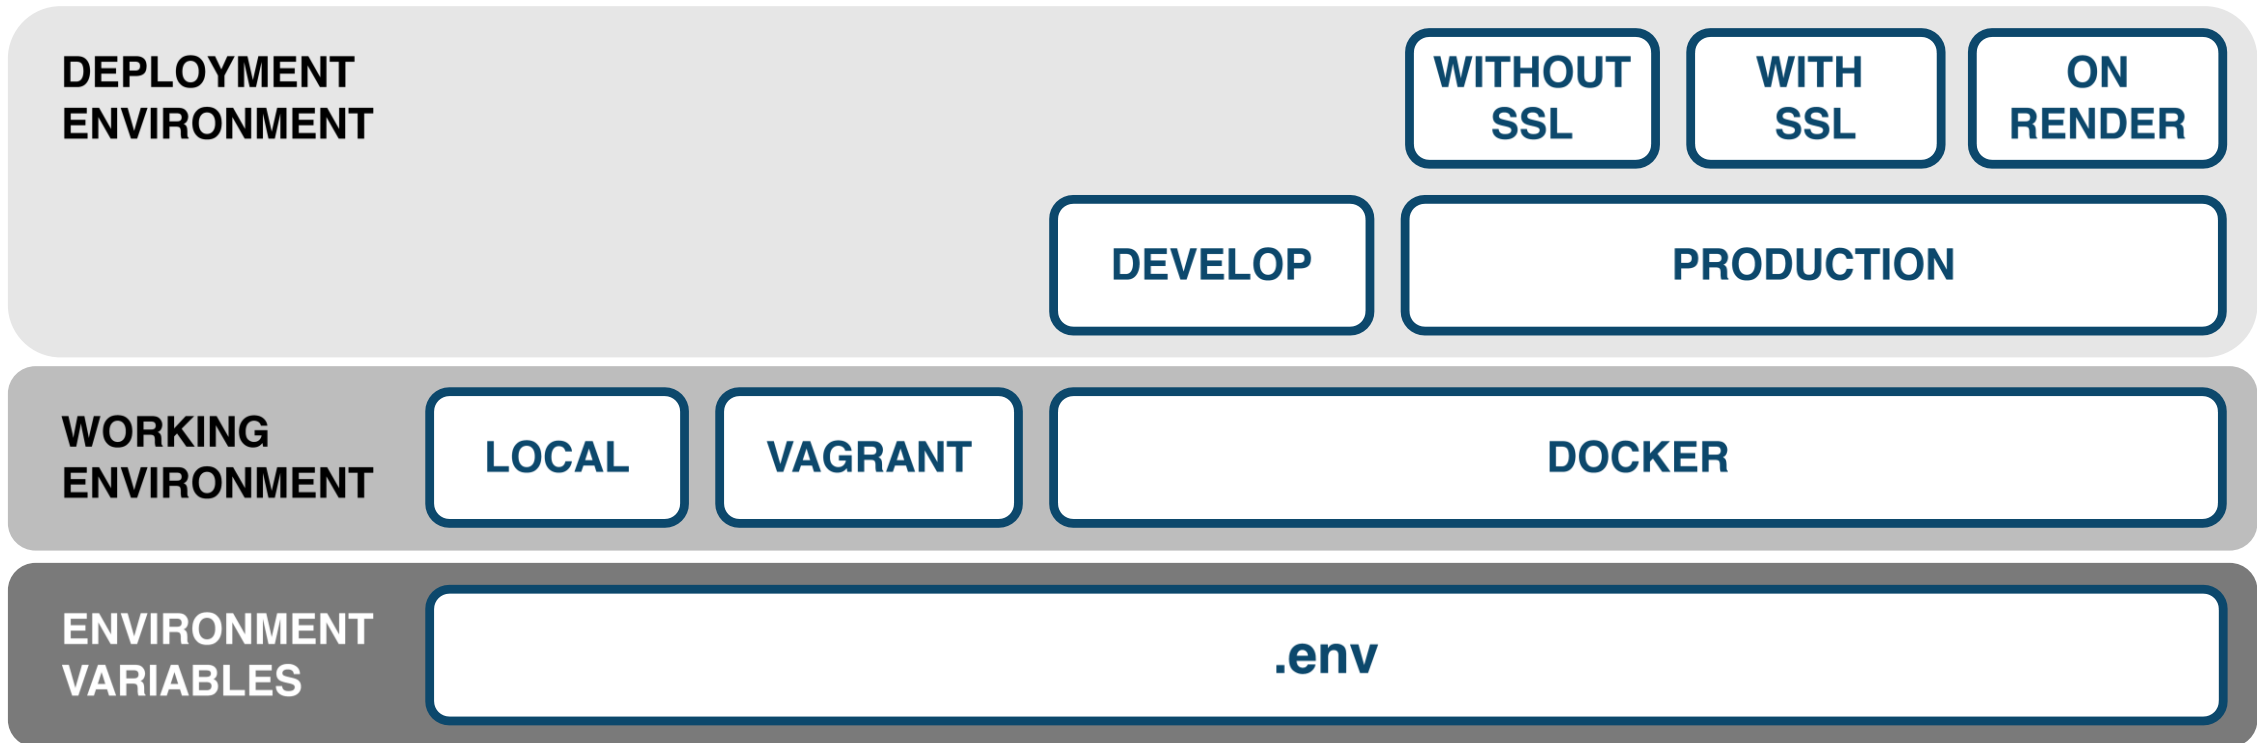 DEPLOYMENT
ENVIRONMENT
WITHOUT
SSL
WITH
SSL
ON
RENDER
DEVELOP
PRODUCTION
WORKING
ENVIRONMENT
LOCAL
VAGRANT
DOCKER
ENVIRONMENT
VARIABLES
.env